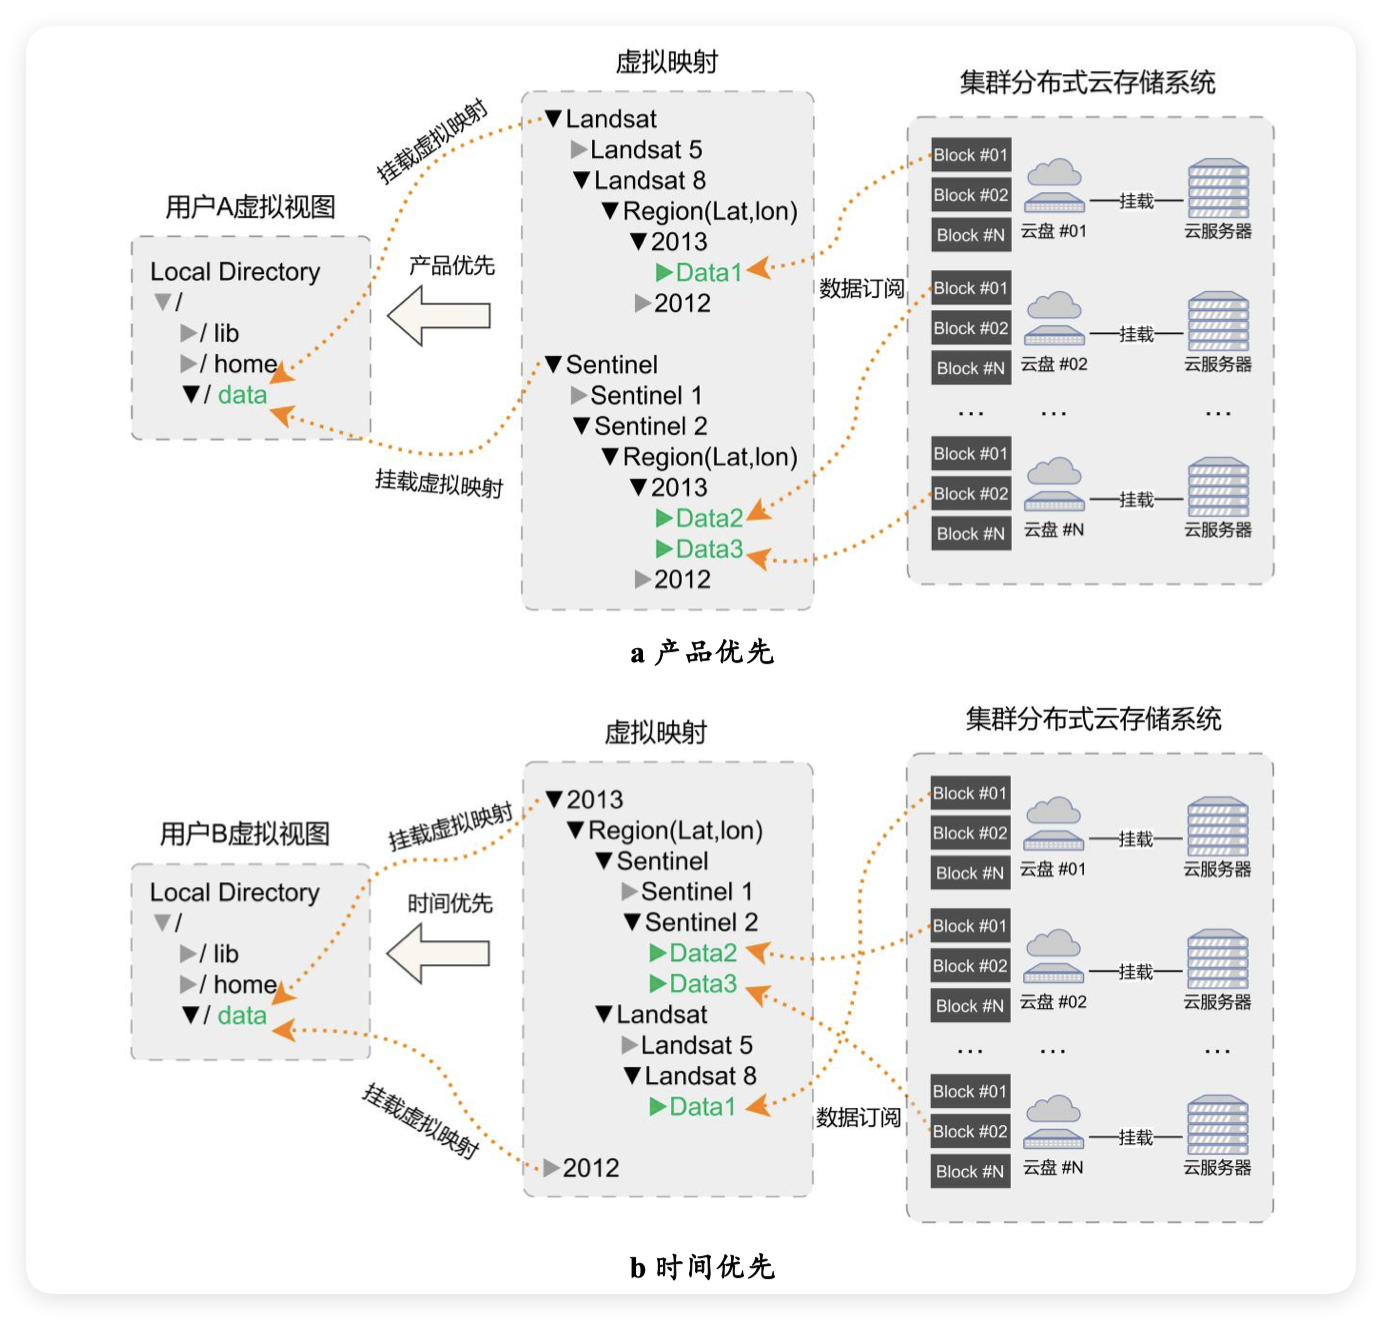 虚拟映射
集群分布式云存储系统
挂载虚拟映射
用户A虚拟视图
Local Directory
/
/ lib
/ home
/ data
产品优先
挂载虚拟映射
Landsat
Landsat 5
Landsat 8
Region(Lat,lon)
2013
Data1
2012
Sentinel
Sentinel 1
Sentinel 2
Region(Lat,lon)
2013
Data2
Data3
2012
数据订阅
Block #01
Block #02
Block #N
云盘 #01
挂载
云服务器
Block #01
Block #02
Block #N
云盘 #02
挂载
云服务器
... ... ...
Block #01
Block #02
Block #N
云盘 #N
挂载
云服务器
a 产品优先
虚拟映射
集群分布式云存储系统
挂载虚拟映射
用户B虚拟视图
Local Directory
/
/ lib
/ home
/ data
时间优先
挂载虚拟映射
2013
Region(Lat,lon)
Sentinel
Sentinel 1
Sentinel 2
Data2
Data3
Landsat
Landsat 5
Landsat 8
Data1
2012
数据订阅
Block #01
Block #02
Block #N
云盘 #01
挂载
云服务器
Block #01
Block #02
Block #N
云盘 #02
挂载
云服务器
... ... ...
Block #01
Block #02
Block #N
云盘 #N
挂载
云服务器
b 时间优先